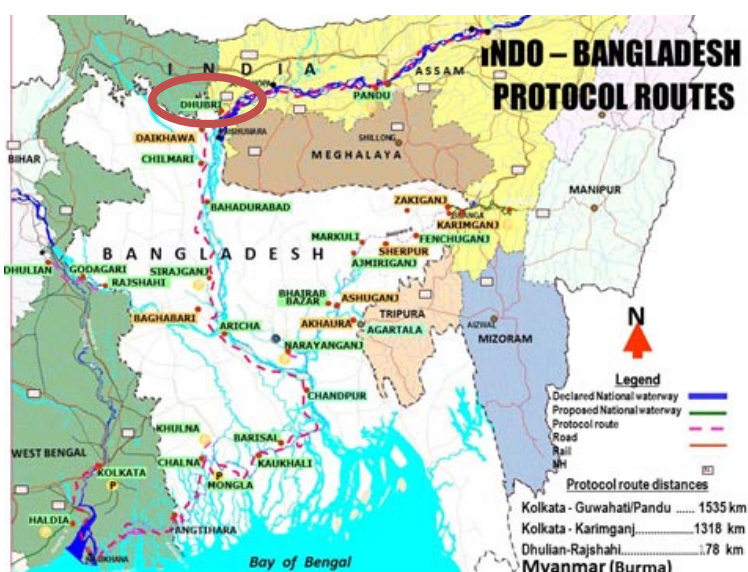 INDO – BANGLADESH
PROTOCOL ROUTES
I N D I A
ASSAM
DHUBRI
PANDU
DAIKHAWA
SHILLONG
CHILMARI
MEGHALAYA
BIHAR
MANIPUR
ZAKIGANJ
BAHADURABAD
KARIMGANJ
MARKULI
FENCHUGANJ
BANGLADESH
SHERPUR
DHULIAN
GODAGARI
SIRAJGANJ
AJMIRIGANJ
RAJSHAHI
BHAIRAB
BAZAR
ASHUGANJ
BAGHABARI
TRIPURA
N
AKHAURA
ARICHA
AGARTALA
AIZWAL
MIZORAM
NARAYANGANJ
Legend
CHANDPUR
Declared National waterway
Proposed National waterway
Protocol route
Road
Rail
NH
KHULNA
BARISAL
WEST BENGAL
CHALNA
KAUKHALI
KOLKATA
P
P
MONGLA
Protocol route distances
Kolkata - Guwahati/Pandu ...... 1535 km
HALDIA
ANGTIHARA
Kolkata - Karimganj..............1318 km
Dhulian-Rajshahi....................78 km
Bay of Bengal
Myanmar (Burma)